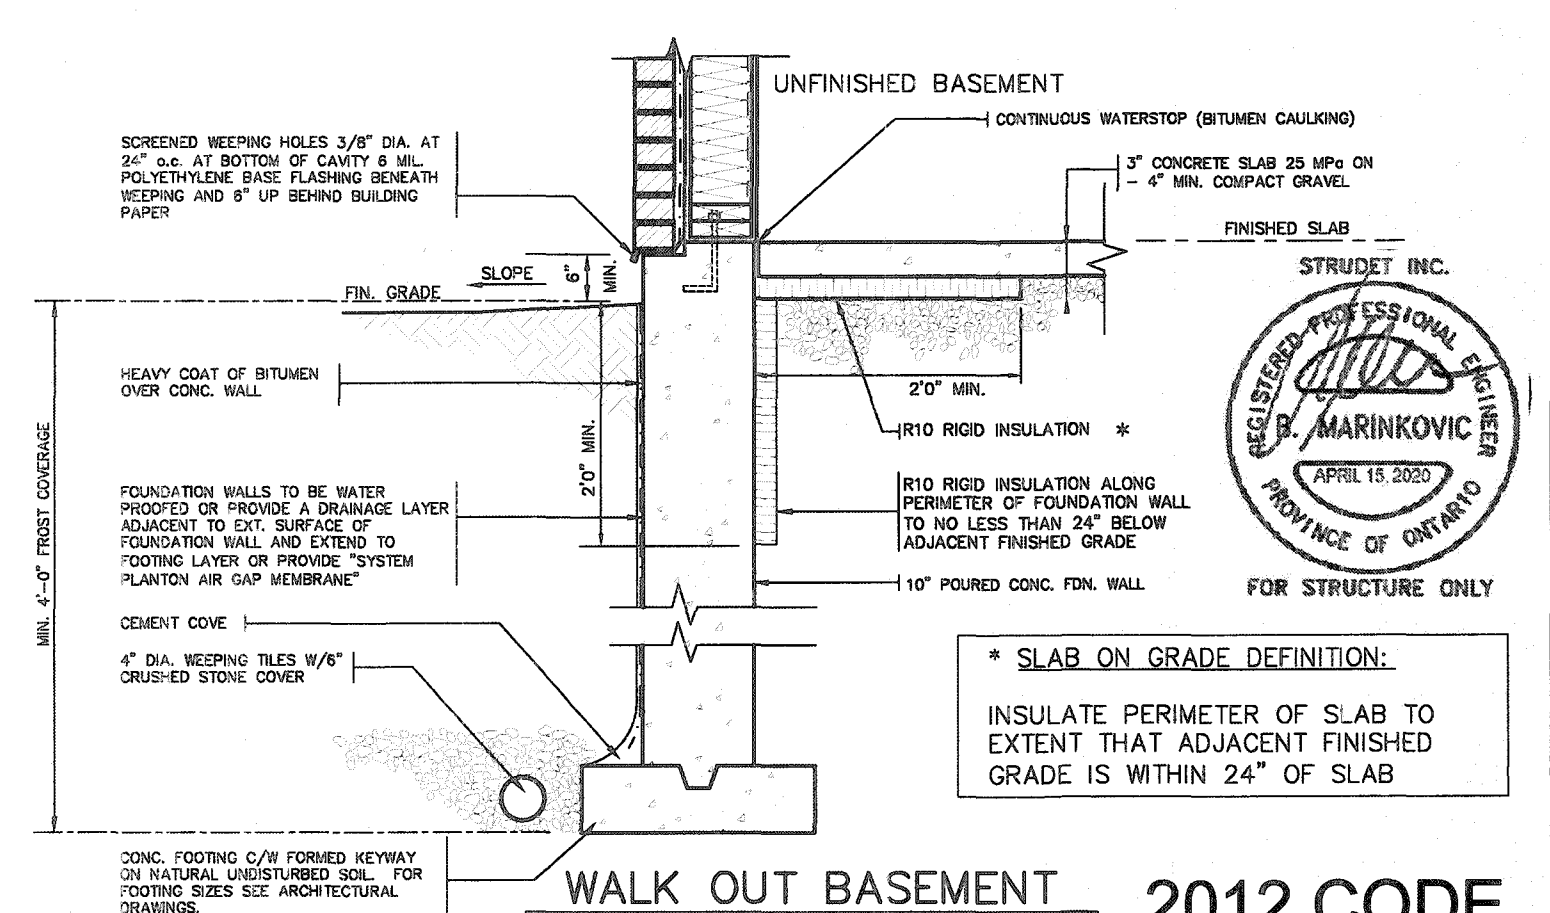 UNFINISHED BASEMENT
CONTINUOUS WATERSTOP (BITUMEN CAULKING)
SCREENED WEEPING HOLES 3/8" DIA. AT
24" o.c. AT BOTTOM OF CAVITY 6 MIL.
POLYETHYLENE BASE FLASHING BENEATH
WEEPING AND 6" UP BEHIND BUILDING
PAPER
3" CONCRETE SLAB 25 MPa ON
- 4" MIN. COMPACT GRAVEL
FINISHED SLAB
SLOPE
6"
MIN.
FIN. GRADE
STRUDET INC.
REGISTERED PROFESSIONAL ENGINEER
B. MARINKOVIC
APRIL 15, 2020
PROVINCE OF ONTARIO
FOR STRUCTURE ONLY
HEAVY COAT OF BITUMEN
OVER CONC. WALL
2'0" MIN.
R10 RIGID INSULATION *
2'0" MIN.
MIN. 4'-0" FROST COVERAGE
FOUNDATION WALLS TO BE WATER
PROOFED OR PROVIDE A DRAINAGE LAYER
ADJACENT TO EXT. SURFACE OF
FOUNDATION WALL AND EXTEND TO
FOOTING LAYER OR PROVIDE "SYSTEM
PLANTON AIR GAP MEMBRANE"
R10 RIGID INSULATION ALONG
PERIMETER OF FOUNDATION WALL
TO NO LESS THAN 24" BELOW
ADJACENT FINISHED GRADE
10" POURED CONC. FDN. WALL
CEMENT COVE
4" DIA. WEEPING TILES W/6"
CRUSHED STONE COVER
* SLAB ON GRADE DEFINITION:
INSULATE PERIMETER OF SLAB TO
EXTENT THAT ADJACENT FINISHED
GRADE IS WITHIN 24" OF SLAB
CONC. FOOTING C/W FORMED KEYWAY
ON NATURAL UNDISTURBED SOIL. FOR
FOOTING SIZES SEE ARCHITECTURAL
DRAWINGS.
WALK OUT BASEMENT
2012 CODE